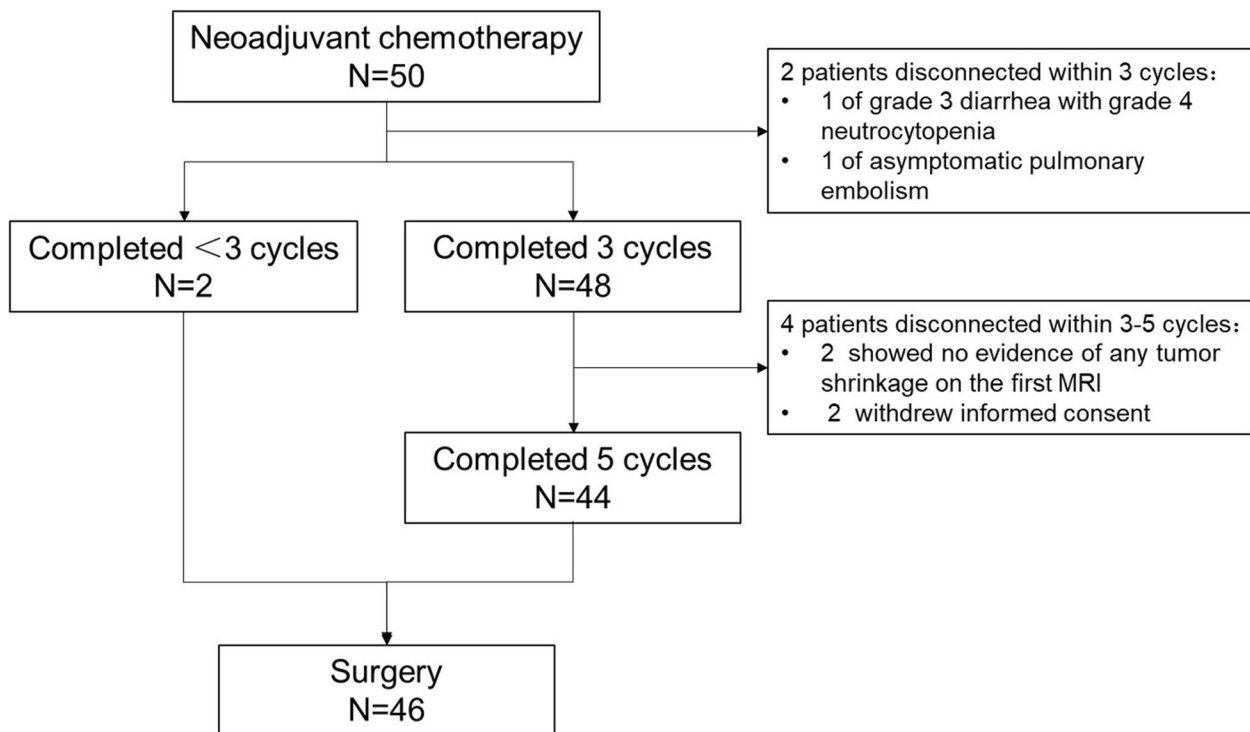 Neoadjuvant chemotherapy
N=50
2 patients disconnected within 3 cycles：
• 1 of grade 3 diarrhea with grade 4
neutrocytopenia
• 1 of asymptomatic pulmonary
embolism
Completed ＜3 cycles
N=2
Completed 3 cycles
N=48
4 patients disconnected within 3-5 cycles：
• 2 showed no evidence of any tumor
shrinkage on the first MRI
• 2 withdrew informed consent
Completed 5 cycles
N=44
Surgery
N=46